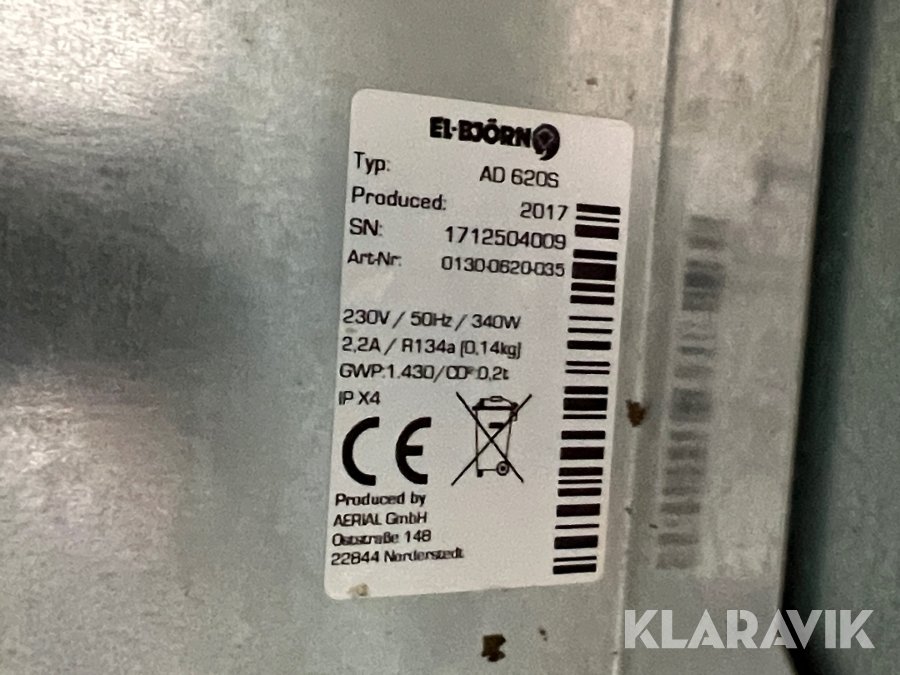 El-BJÖRN
Typ: AD 620S
Produced: 2017
SN: 1712504009
Art-Nr: 0130-0620-035
230V / 50Hz / 340W
2,2A / R134a (0,14kg)
GWP:1.430/CO²:0,2t
IP X4
CE
Produced by
AERIAL GmbH
Oststraße 148
22844 Norderstedt
KLARAVIK